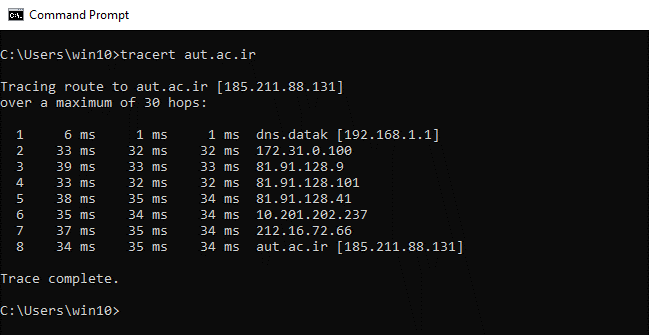 Command Prompt
C:\Users\win10>tracert aut.ac.ir
Tracing route to aut.ac.ir [185.211.88.131]
over a maximum of 30 hops:
1 6 ms 1 ms 1 ms dns.datak [192.168.1.1]
2 33 ms 32 ms 32 ms 172.31.0.100
3 39 ms 33 ms 33 ms 81.91.128.9
4 33 ms 32 ms 32 ms 81.91.128.101
5 38 ms 35 ms 34 ms 81.91.128.41
6 35 ms 34 ms 34 ms 10.201.202.237
7 37 ms 35 ms 34 ms 212.16.72.66
8 34 ms 35 ms 34 ms aut.ac.ir [185.211.88.131]
Trace complete.
C:\Users\win10>